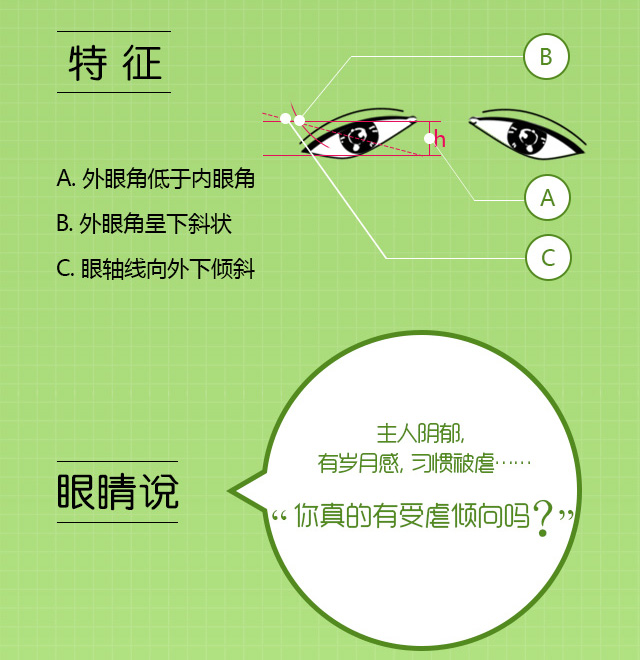 特征
B
h
A. 外眼角低于内眼角
A
B. 外眼角呈下斜状
C. 眼轴线向外下倾斜
C
主人阴郁,
有岁月感, 习惯被虐……
眼睛说
“你真的有受虐倾向吗?”